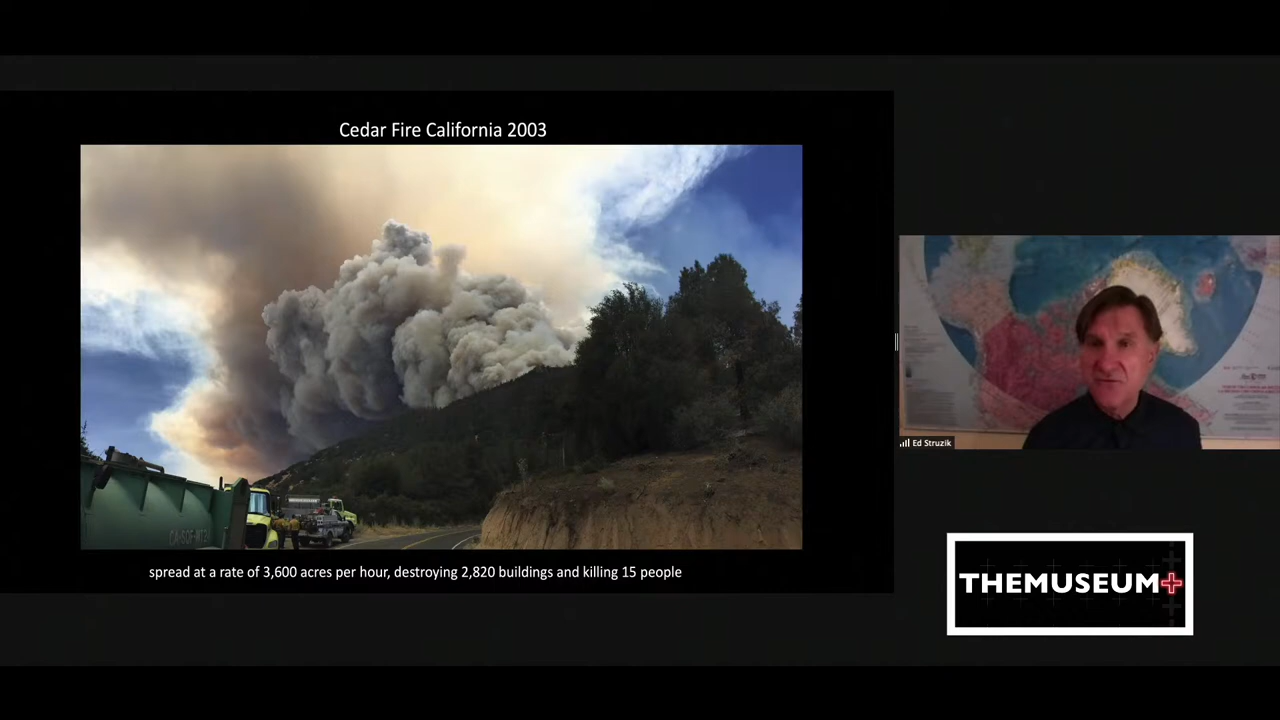 Cedar Fire California 2003
spread at a rate of 3,600 acres per hour, destroying 2,820 buildings and killing 15 people
Ed Struzik
THEMUSEUM+